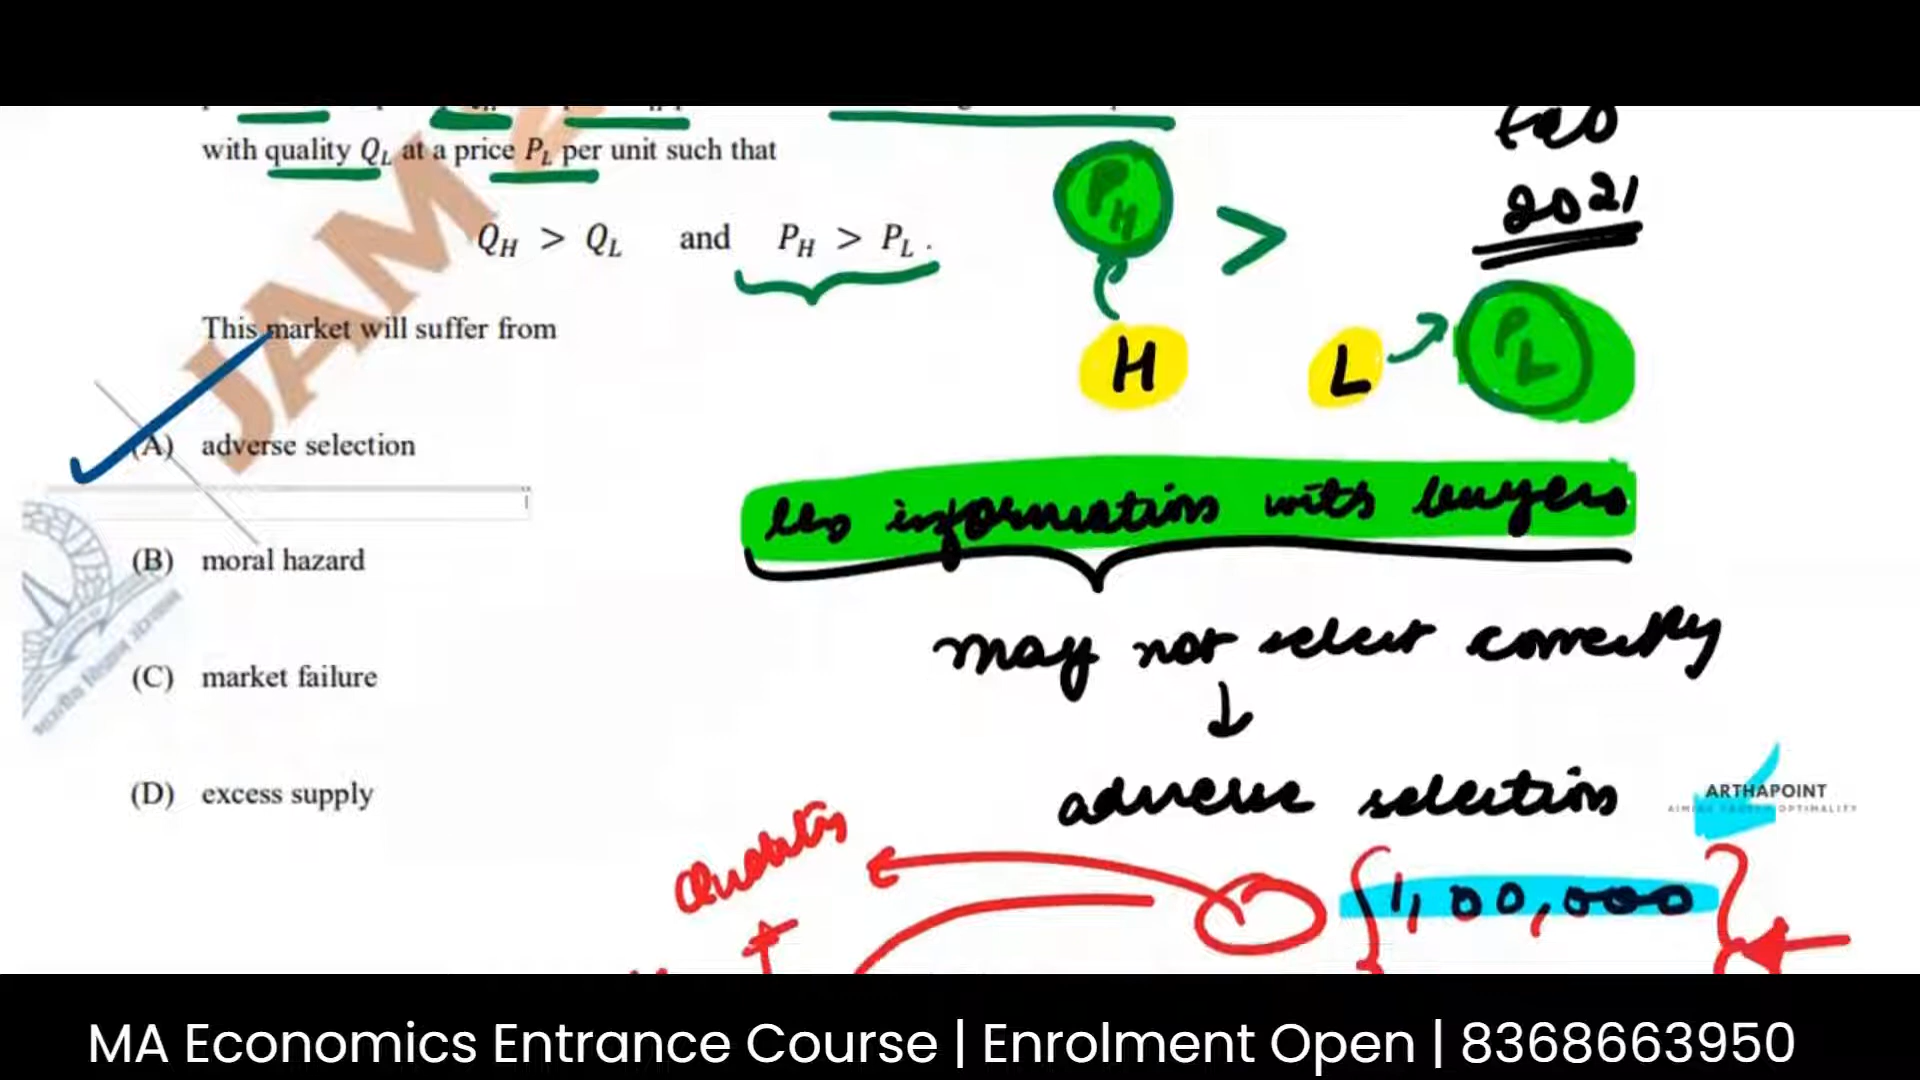 with quality Q_L at a price P_L per unit such that
Q_H > Q_L and P_H > P_L .
This market will suffer from
(A) adverse selection
(B) moral hazard
(C) market failure
(D) excess supply
2021
P_H >
P_L
H L
less information with buyers
may not select correctly
↓
adverse selection
1,00,000
JAM
ARTHAPOINT
MA Economics Entrance Course | Enrolment Open | 8368663950